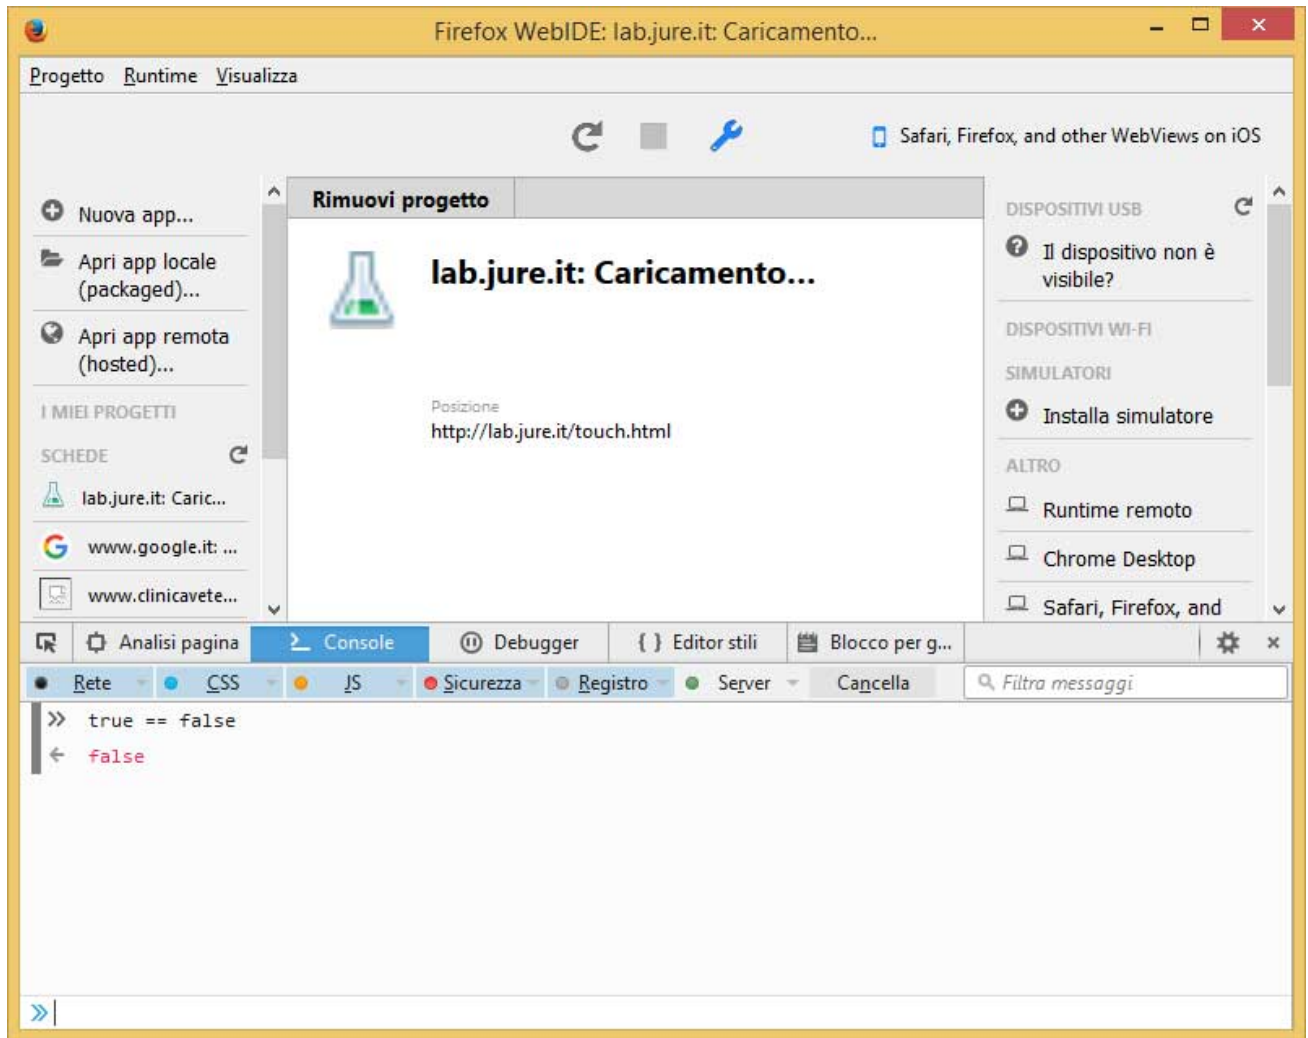 Firefox WebIDE: lab.jure.it: Caricamento...
Progetto Runtime Visualizza
Safari, Firefox, and other WebViews on iOS
Nuova app...
Apri app locale
(packaged)...
Apri app remota
(hosted)...
I MIEI PROGETTI
SCHEDE
lab.jure.it: Caric...
www.google.it: ...
www.clinicavete...
Rimuovi progetto
lab.jure.it: Caricamento...
Posizione
http://lab.jure.it/touch.html
DISPOSITIVI USB
Il dispositivo non è
visibile?
DISPOSITIVI WI-FI
SIMULATORI
Installa simulatore
ALTRO
Runtime remoto
Chrome Desktop
Safari, Firefox, and
Analisi pagina Console Debugger { } Editor stili Blocco per g...
Rete CSS JS Sicurezza Registro Server Cancella Filtra messaggi
true == false
false